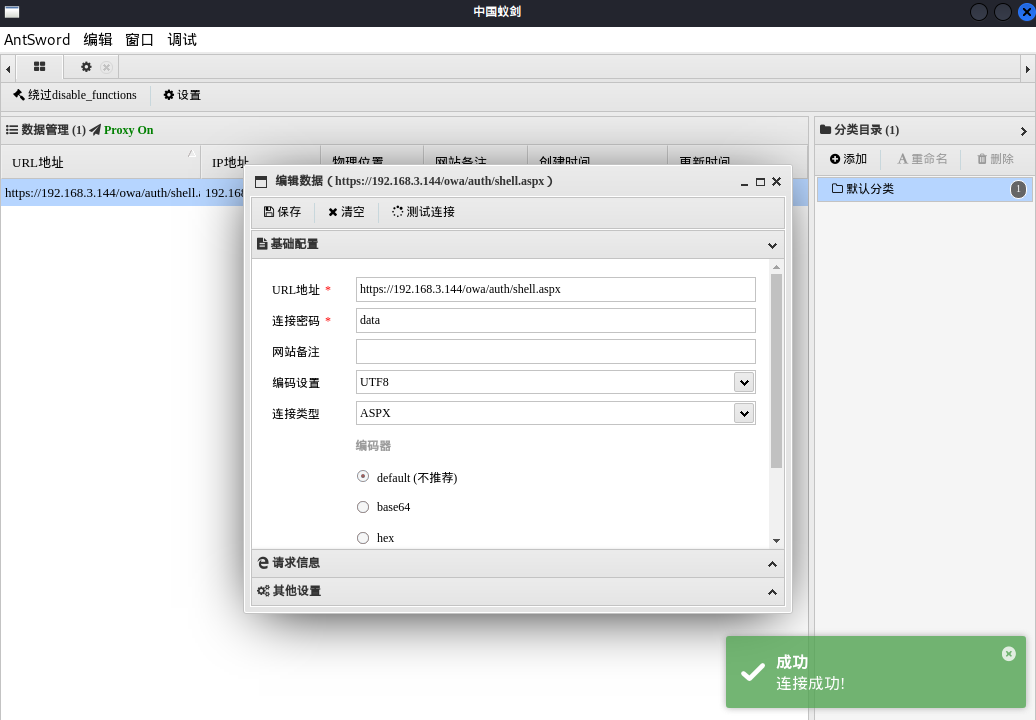 中国蚁剑
AntSword 编辑 窗口 调试
绕过disable_functions 设置
数据管理 (1) Proxy On
分类目录 (1)
URL地址 IP地址 物理位置 网站备注 创建时间 更新时间
添加 重命名 删除
https://192.168.3.144/owa/auth/shell. 192.168
默认分类 1
编辑数据 ( https://192.168.3.144/owa/auth/shell.aspx )
保存 清空 测试连接
基础配置
URL地址 * https://192.168.3.144/owa/auth/shell.aspx
连接密码 * data
网站备注
编码设置 UTF8
连接类型 ASPX
编码器
default (不推荐)
base64
hex
请求信息
其他设置
成功
连接成功!